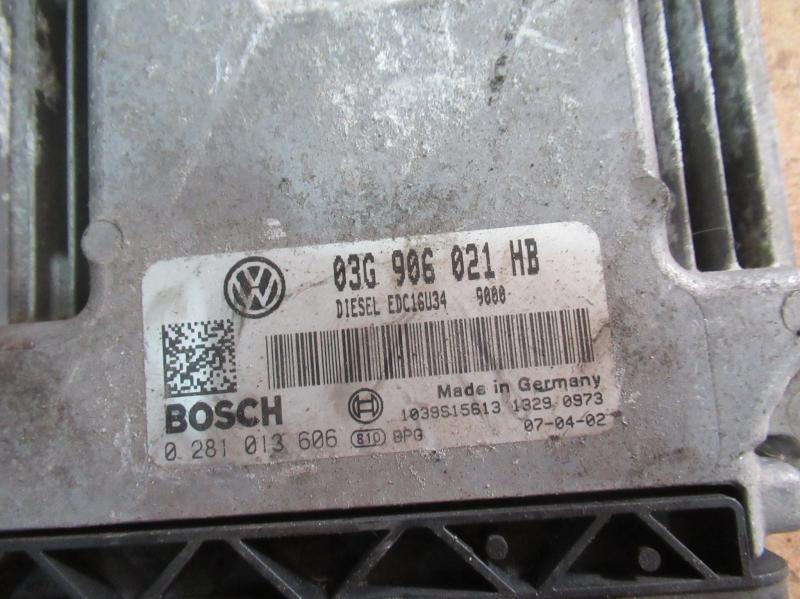 03G 906 021 HB
DIESEL EDC16U34 9000
Made in Germany
BOSCH 1039S15613 1329 0973
0 281 013 606 810 BPG 07-04-02